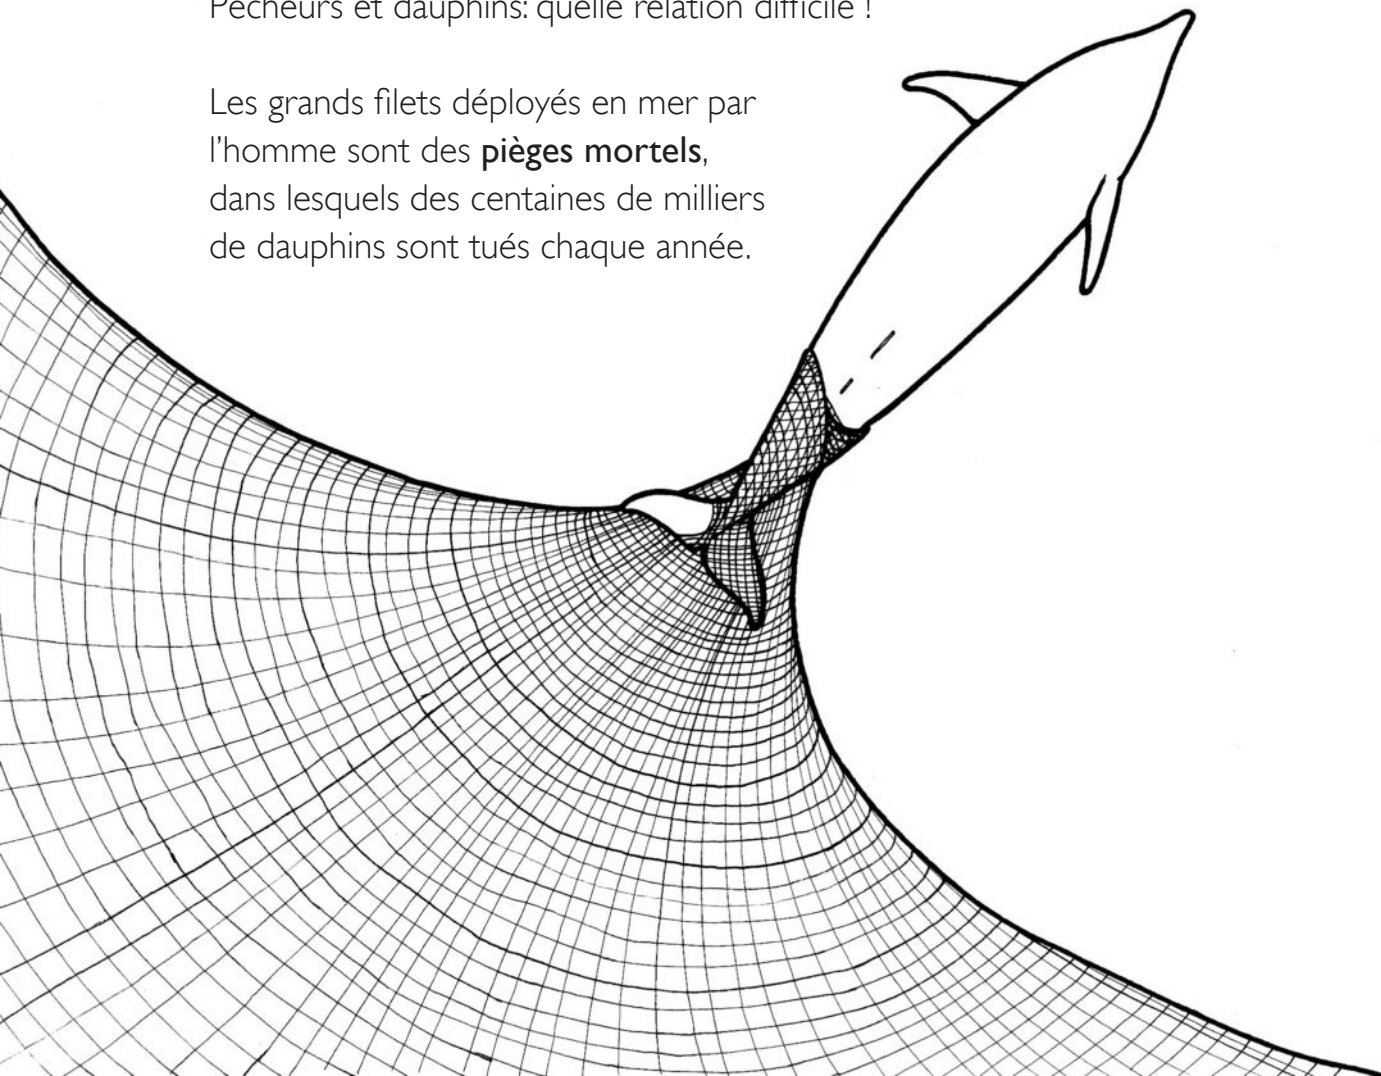 Pêcheurs et dauphins: quelle relation difficile !
Les grands filets déployés en mer par
l'homme sont des pièges mortels,
dans lesquels des centaines de milliers
de dauphins sont tués chaque année.